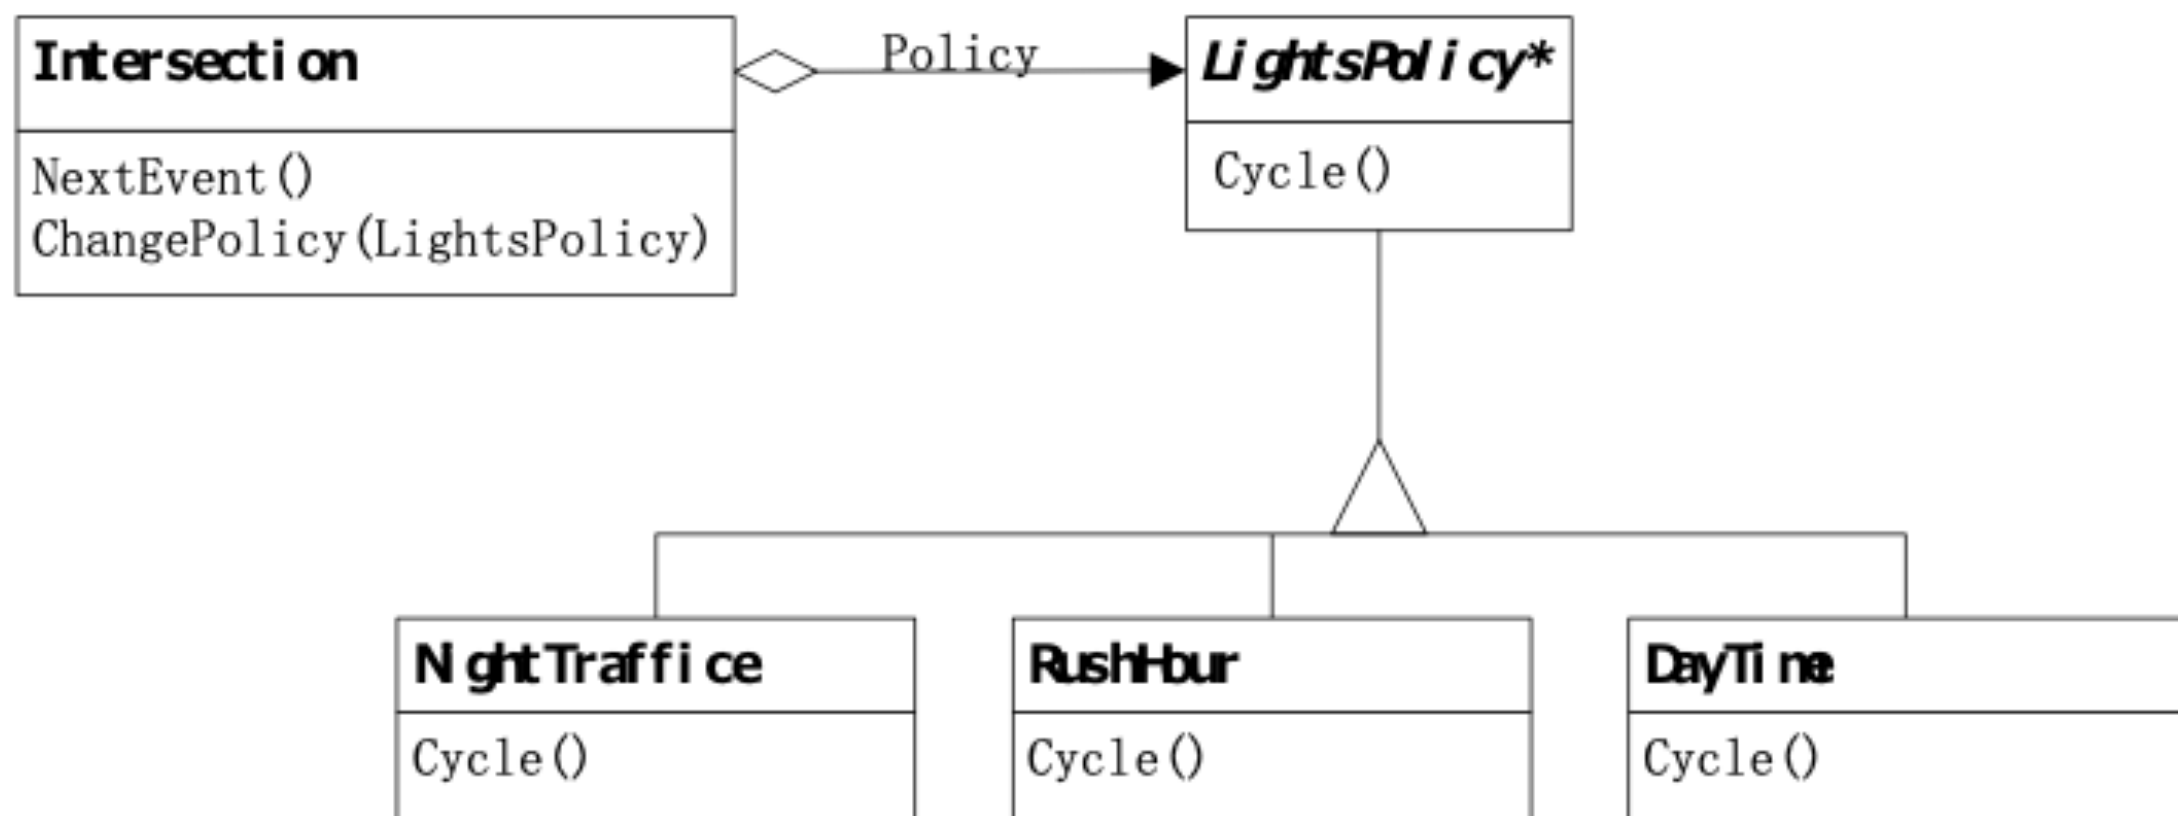 Intersection
NextEvent()
ChangePolicy(LightsPolicy)
Policy
LightsPolicy*
Cycle()
NightTraffice
Cycle()
RushHour
Cycle()
DayTime
Cycle()